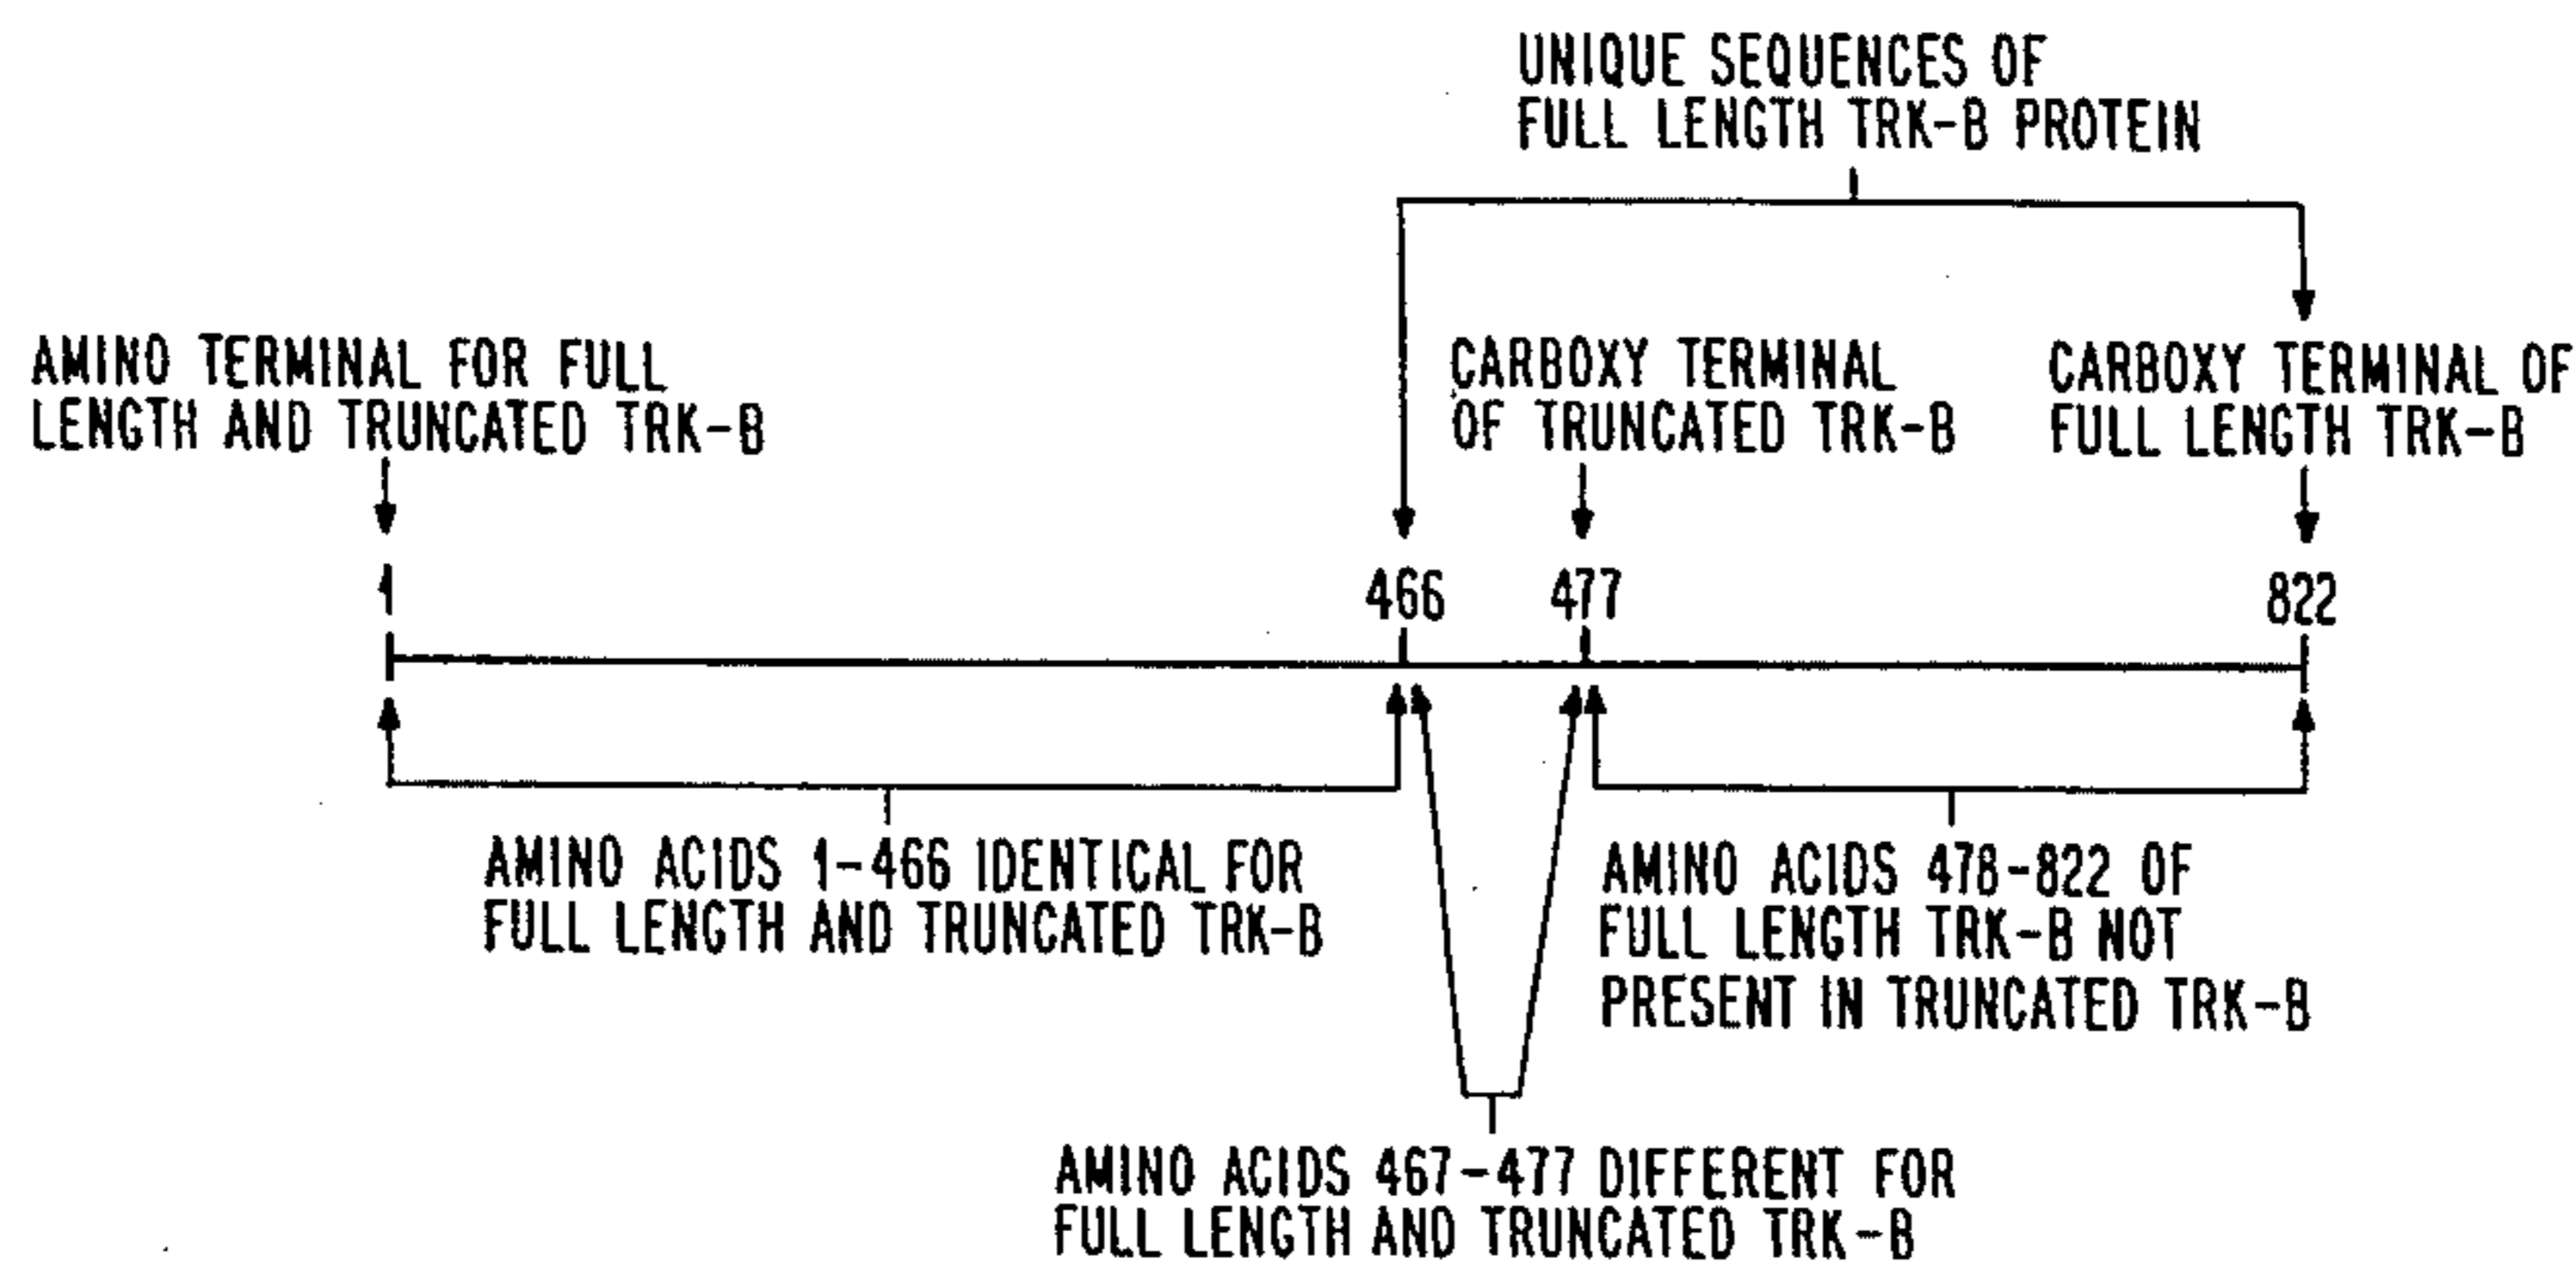 UNIQUE SEQUENCES OF
FULL LENGTH TRK-B PROTEIN
AMINO TERMINAL FOR FULL
LENGTH AND TRUNCATED TRK-B
CARBOXY TERMINAL
OF TRUNCATED TRK-B
CARBOXY TERMINAL OF
FULL LENGTH TRK-B
1
466
477
822
AMINO ACIDS 1-466 IDENTICAL FOR
FULL LENGTH AND TRUNCATED TRK-B
AMINO ACIDS 478-822 OF
FULL LENGTH TRK-B NOT
PRESENT IN TRUNCATED TRK-B
AMINO ACIDS 467-477 DIFFERENT FOR
FULL LENGTH AND TRUNCATED TRK-B